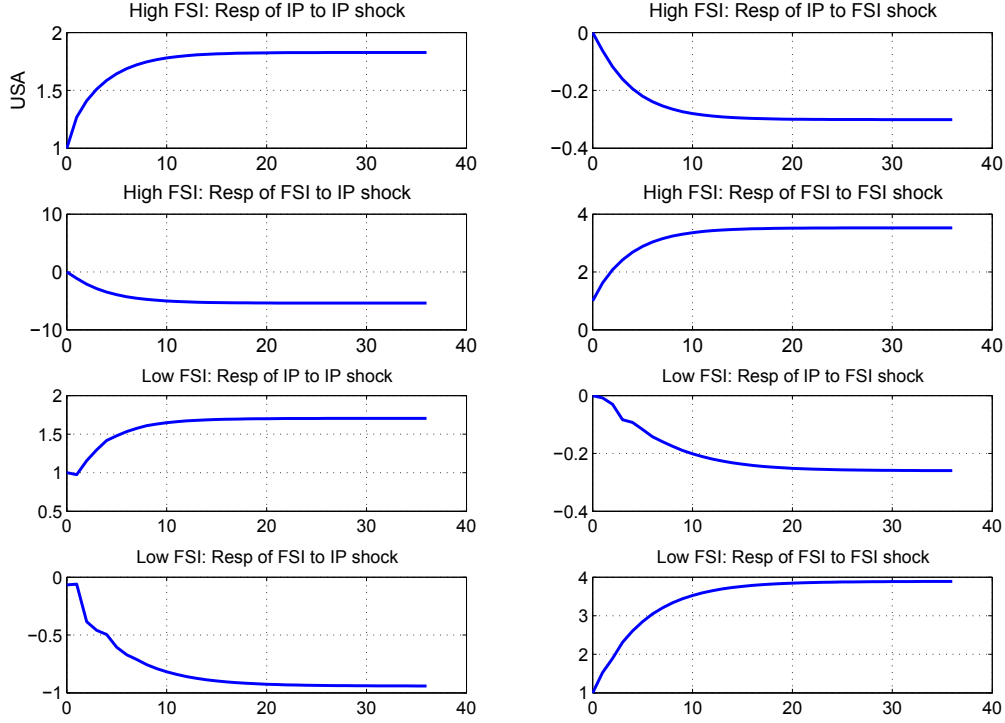 High FSI: Resp of IP to IP shock
2
1.5
1
USA
0 10 20 30 40
High FSI: Resp of IP to FSI shock
0
−0.2
−0.4
0 10 20 30 40
High FSI: Resp of FSI to IP shock
10
0
−10
0 10 20 30 40
High FSI: Resp of FSI to FSI shock
4
2
0
0 10 20 30 40
Low FSI: Resp of IP to IP shock
2
1.5
1
0.5
0 10 20 30 40
Low FSI: Resp of IP to FSI shock
0
−0.2
−0.4
0 10 20 30 40
Low FSI: Resp of FSI to IP shock
0
−0.5
−1
0 10 20 30 40
Low FSI: Resp of FSI to FSI shock
4
3
2
1
0 10 20 30 40